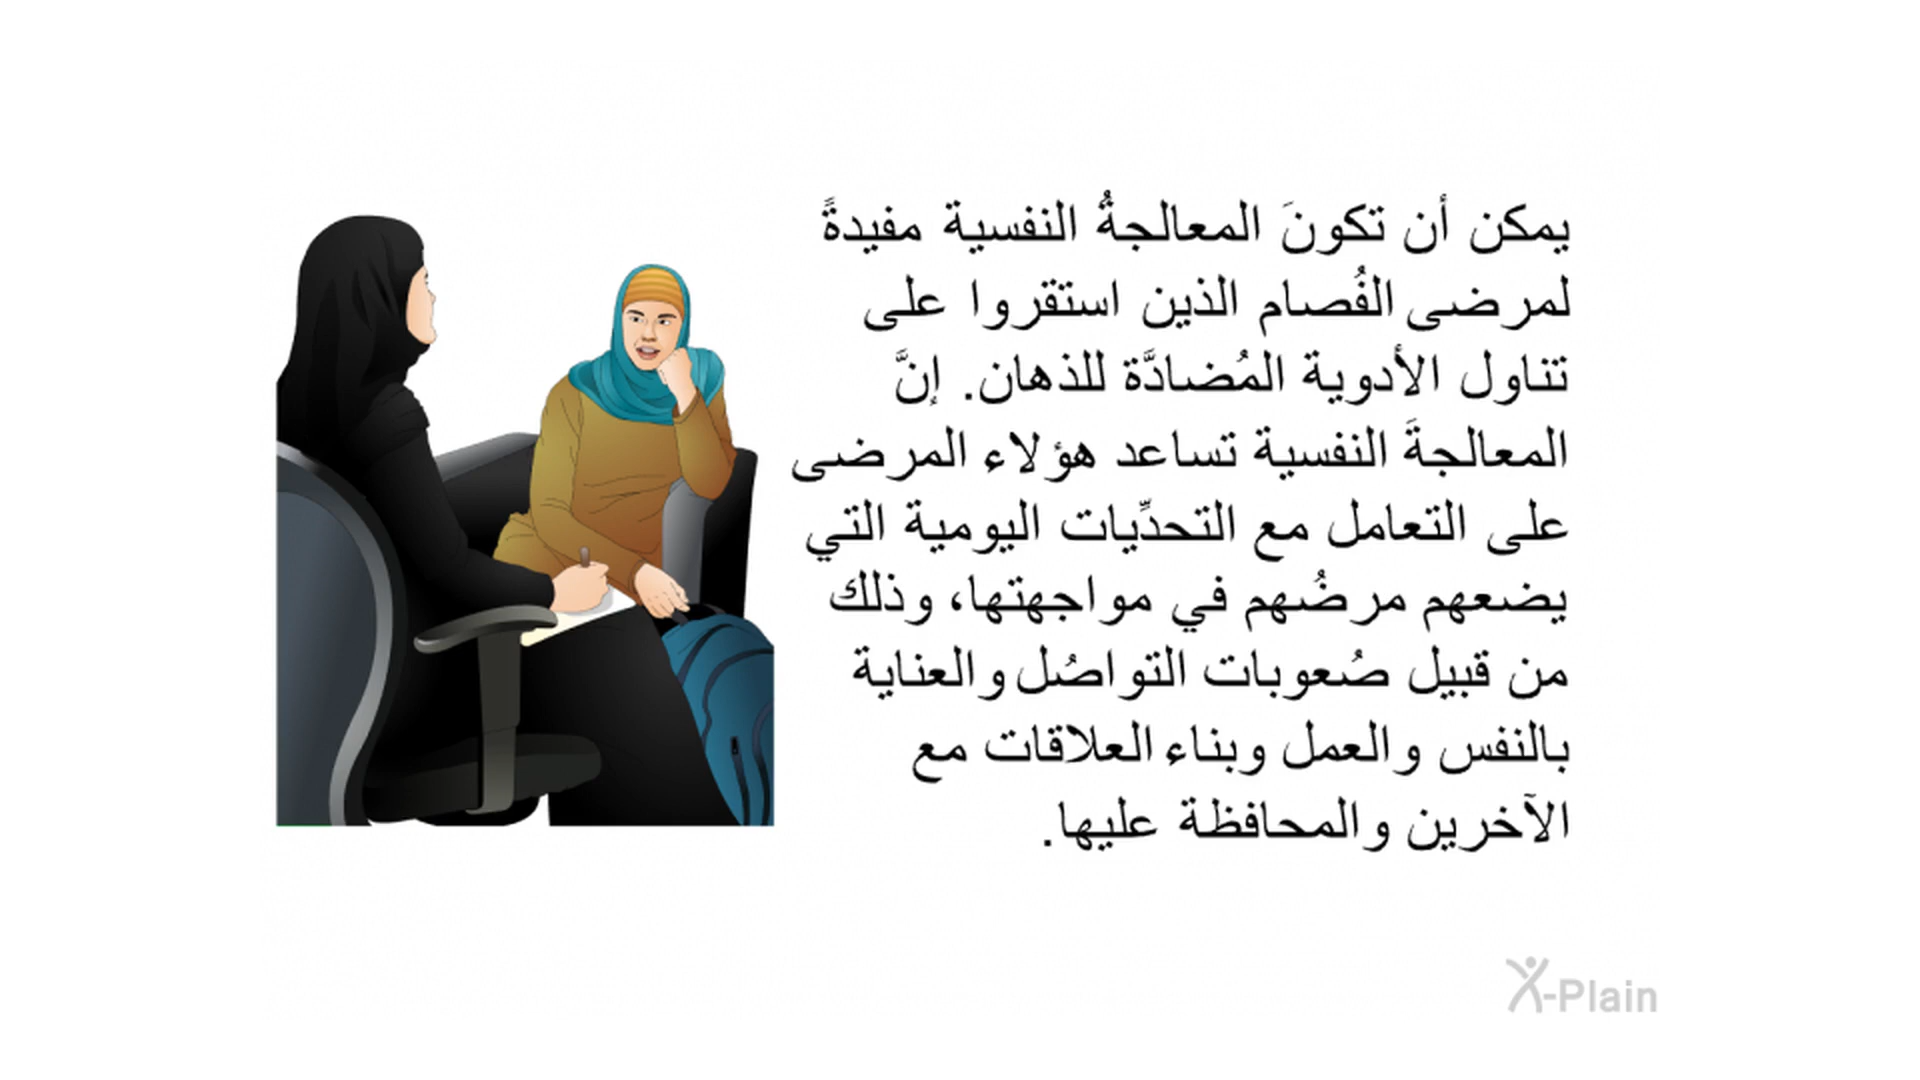 يمكن أن تكونَ المعالجةُ النفسية مفيدةً
لمرضى الفُصام الذين استقروا على
تناول الأدوية المُضادَّة للذهان. إنَّ
المعالجةَ النفسية تساعد هؤلاء المرضى
على التعامل مع التحدِّيات اليومية التي
يضعهم مرضُهم في مواجهتها، وذلك
من قبيل صُعوبات التواصُل والعناية
بالنفس والعمل وبناء العلاقات مع
الآخرين والمحافظة عليها.
X-Plain